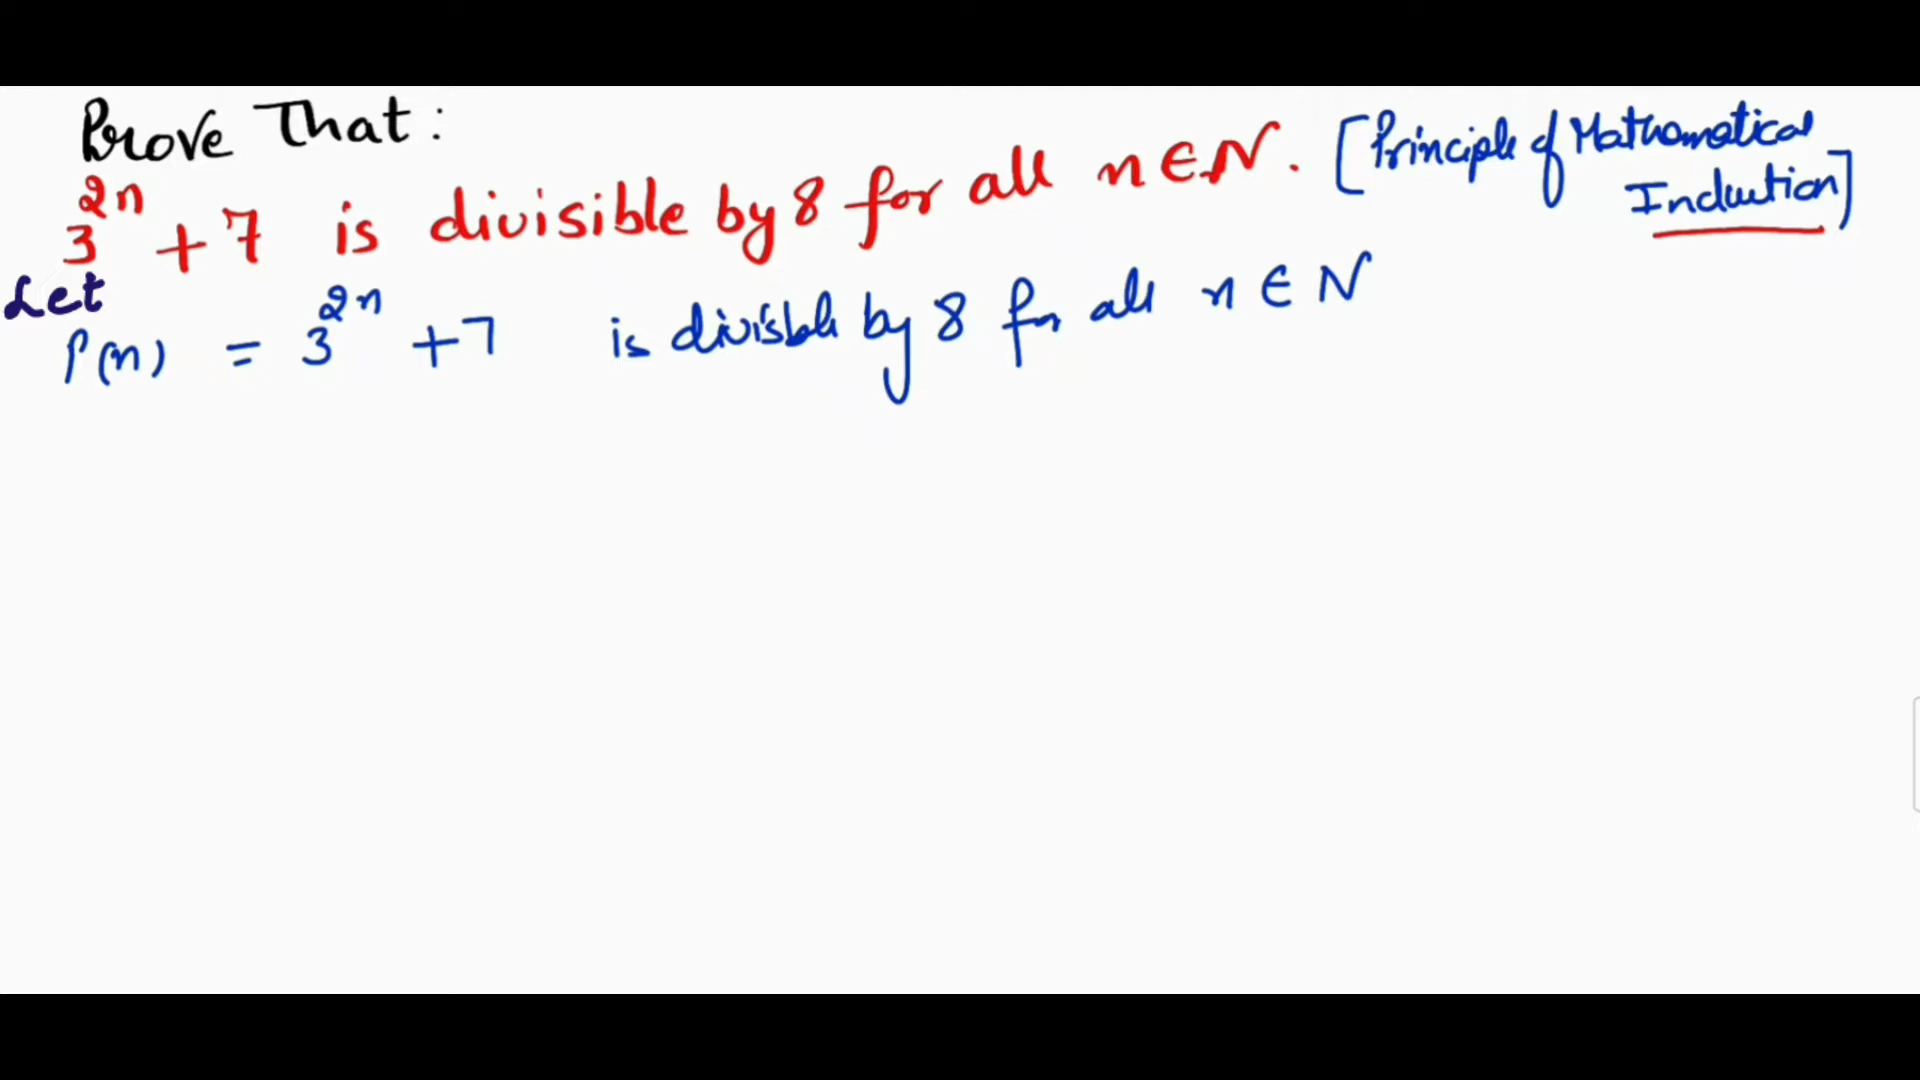 Prove That:
3^2n + 7 is divisible by 8 for all n ∈ N. [Principle of Mathematical
Induction]
Let
P(n) = 3^2n + 7 is divisble by 8 for all n ∈ N